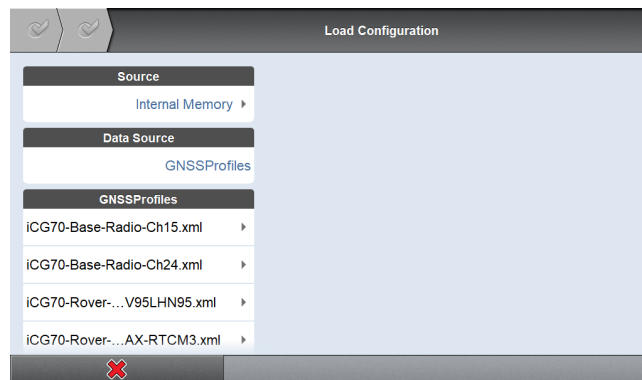 Load Configuration
Source
Internal Memory
Data Source
GNSSProfiles
GNSSProfiles
iCG70-Base-Radio-Ch15.xml
iCG70-Base-Radio-Ch24.xml
iCG70-Rover-...V95LHN95.xml
iCG70-Rover-...AX-RTCM3.xml